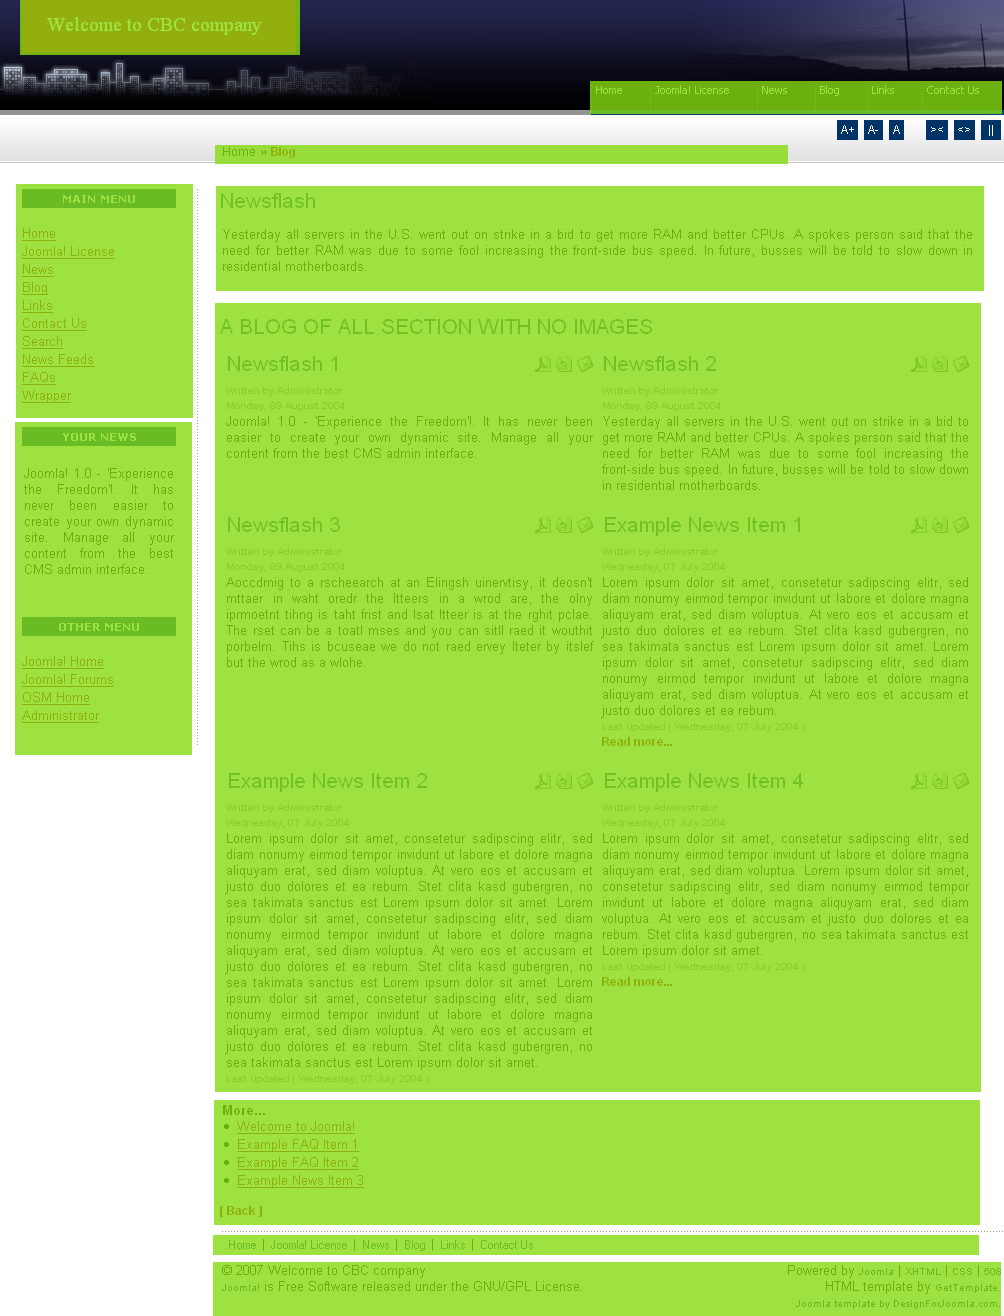 Welcome to CBC company
Home Joomla! License News Blog Links Contact Us
A+ A- A >< <> ||
Home » Blog
MAIN MENU
Home
Joomla! License
News
Blog
Links
Contact Us
Search
News Feeds
FAQs
Wrapper
YOUR NEWS
Joomla! 1.0 - 'Experience
the Freedom'!. It has
never been easier to
create your own dynamic
site. Manage all your
content from the best
CMS admin interface.
OTHER MENU
Joomla! Home
Joomla! Forums
OSM Home
Administrator
Newsflash
Yesterday all servers in the U.S. went out on strike in a bid to get more RAM and better CPUs. A spokes person said that the
need for better RAM was due to some fool increasing the front-side bus speed. In future, busses will be told to slow down in
residential motherboards.
A BLOG OF ALL SECTION WITH NO IMAGES
Newsflash 1
Written by Administrator
Monday, 09 August 2004
Joomla! 1.0 - 'Experience the Freedom'!. It has never been
easier to create your own dynamic site. Manage all your
content from the best CMS admin interface.
Newsflash 2
Written by Administrator
Monday, 09 August 2004
Yesterday all servers in the U.S. went out on strike in a bid to
get more RAM and better CPUs. A spokes person said that the
need for better RAM was due to some fool increasing the
front-side bus speed. In future, busses will be told to slow down
in residential motherboards.
Newsflash 3
Written by Administrator
Monday, 09 August 2004
Aoccdrnig to a rscheearch at an Elingsh uinervtisy, it deosn't
mttaer in waht oredr the ltteers in a wrod are, the olny
iprmoetnt tihng is taht frist and lsat ltteer is at the rghit pclae.
The rset can be a toatl mses and you can sitll raed it wouthit
porbelm. Tihs is bcuseae we do not raed ervey lteter by itslef
but the wrod as a wlohe.
Example News Item 1
Written by Administrator
Wednesday, 07 July 2004
Lorem ipsum dolor sit amet, consetetur sadipscing elitr, sed
diam nonumy eirmod tempor invidunt ut labore et dolore magna
aliquyam erat, sed diam voluptua. At vero eos et accusam et
justo duo dolores et ea rebum. Stet clita kasd gubergren, no
sea takimata sanctus est Lorem ipsum dolor sit amet. Lorem
ipsum dolor sit amet, consetetur sadipscing elitr, sed diam
nonumy eirmod tempor invidunt ut labore et dolore magna
aliquyam erat, sed diam voluptua. At vero eos et accusam et
justo duo dolores et ea rebum.
Last Updated ( Wednesday, 07 July 2004 )
Read more...
Example News Item 2
Written by Administrator
Wednesday, 07 July 2004
Lorem ipsum dolor sit amet, consetetur sadipscing elitr, sed
diam nonumy eirmod tempor invidunt ut labore et dolore magna
aliquyam erat, sed diam voluptua. At vero eos et accusam et
justo duo dolores et ea rebum. Stet clita kasd gubergren, no
sea takimata sanctus est Lorem ipsum dolor sit amet. Lorem
ipsum dolor sit amet, consetetur sadipscing elitr, sed diam
nonumy eirmod tempor invidunt ut labore et dolore magna
aliquyam erat, sed diam voluptua. At vero eos et accusam et
justo duo dolores et ea rebum. Stet clita kasd gubergren, no
sea takimata sanctus est Lorem ipsum dolor sit amet. Lorem
ipsum dolor sit amet, consetetur sadipscing elitr, sed diam
nonumy eirmod tempor invidunt ut labore et dolore magna
aliquyam erat, sed diam voluptua. At vero eos et accusam et
justo duo dolores et ea rebum. Stet clita kasd gubergren, no
sea takimata sanctus est Lorem ipsum dolor sit amet.
Last Updated ( Wednesday, 07 July 2004 )
Example News Item 4
Written by Administrator
Wednesday, 07 July 2004
Lorem ipsum dolor sit amet, consetetur sadipscing elitr, sed
diam nonumy eirmod tempor invidunt ut labore et dolore magna
aliquyam erat, sed diam voluptua. Lorem ipsum dolor sit amet,
consetetur sadipscing elitr, sed diam nonumy eirmod tempor
invidunt ut labore et dolore magna aliquyam erat, sed diam
voluptua. At vero eos et accusam et justo duo dolores et ea
rebum. Stet clita kasd gubergren, no sea takimata sanctus est
Lorem ipsum dolor sit amet.
Last Updated ( Wednesday, 07 July 2004 )
Read more...
More...
Welcome to Joomla!
Example FAQ Item 1
Example FAQ Item 2
Example News Item 3
[ Back ]
Home | Joomla! License | News | Blog | Links | Contact Us
© 2007 Welcome to CBC company
Joomla! is Free Software released under the GNU/GPL License.
Powered by Joomla | XHTML | CSS | 508
HTML template by GetTemplate.
Joomla template by DesignForJoomla.com.